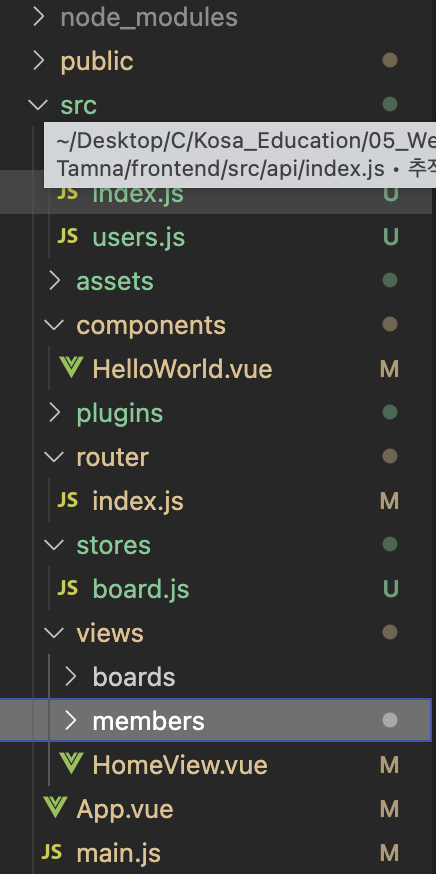 node_modules
public
src
~/Desktop/C/Kosa_Education/05_We
Tamna/frontend/src/api/index.js • 추적
index.js U
JS users.js U
assets
components
HelloWorld.vue M
plugins
router
JS index.js M
stores
JS board.js U
views
boards
members
HomeView.vue M
App.vue M
JS main.js M